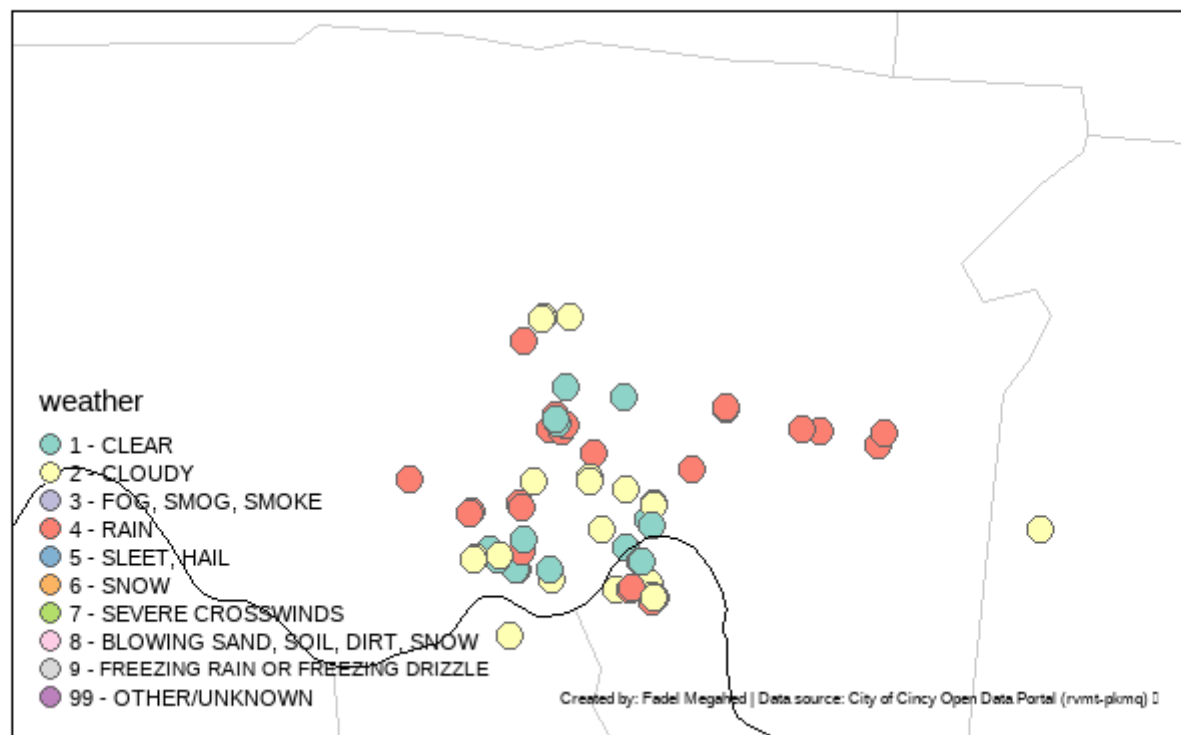 weather
1 - CLEAR
2 - CLOUDY
3 - FOG, SMOG, SMOKE
4 - RAIN
5 - SLEET, HAIL
6 - SNOW
7 - SEVERE CROSSWINDS
8 - BLOWING SAND, SOIL, DIRT, SNOW
9 - FREEZING RAIN OR FREEZING DRIZZLE
99 - OTHER/UNKNOWN
Created by: Fadel Megahed | Data source: City of Cincy Open Data Portal (rvmt-pkmq) ▯